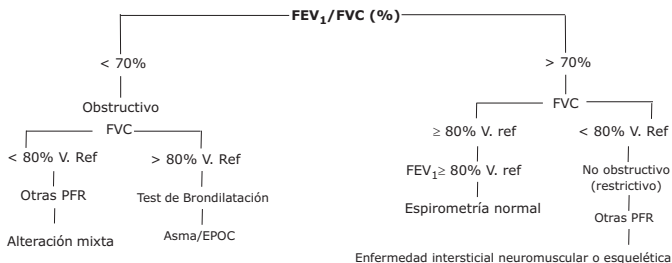 FEV₁/FVC (%)
< 70%
> 70%
Obstructivo
FVC
FVC
< 80% V. Ref
> 80% V. Ref
≥ 80% V. ref
< 80% V. Ref
Otras PFR
Test de Brondilatación
FEV₁≥ 80% V. ref
No obstructivo
(restrictivo)
Alteración mixta
Asma/EPOC
Espirometría normal
Otras PFR
Enfermedad intersticial neuromuscular o esquelética